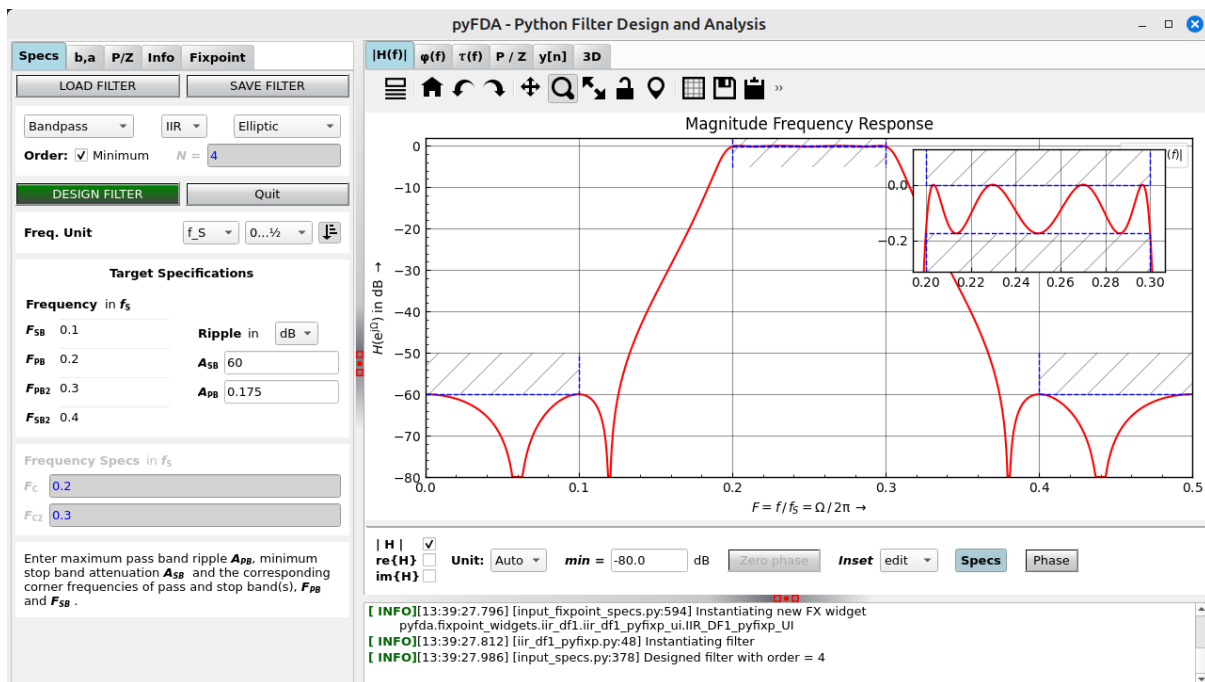 pyFDA - Python Filter Design and Analysis
Specs b,a P/Z Info Fixpoint
LOAD FILTER SAVE FILTER
Bandpass IIR Elliptic
Order: Minimum N = 4
DESIGN FILTER Quit
Freq. Unit f_S 0...½
Target Specifications
Frequency in fS
FSB 0.1
Ripple in dB
FPB 0.2
ASB 60
FPB2 0.3
APB 0.175
FSB2 0.4
Frequency Specs in fS
FC 0.2
FC2 0.3
Enter maximum pass band ripple APB, minimum
stop band attenuation ASB and the corresponding
corner frequencies of pass and stop band(s), FPB
and FSB .
|H(f)| φ(f) τ(f) P / Z y[n] 3D
»
Magnitude Frequency Response
H(e^jΩ) in dB →
0
−10
−20
−30
−40
−50
−60
−70
−80
(f)|
0.0
−0.2
0.20 0.22 0.24 0.26 0.28 0.30
0.0 0.1 0.2 0.3 0.4 0.5
F = f / fS = Ω / 2π →
| H |
re{H} Unit: Auto min = -80.0 dB Zero phase Inset edit Specs Phase
im{H}
[ INFO][13:39:27.796] [input_fixpoint_specs.py:594] Instantiating new FX widget
pyfda.fixpoint_widgets.iir_df1.iir_df1_pyfixp_ui.IIR_DF1_pyfixp_UI
[ INFO][13:39:27.812] [iir_df1_pyfixp.py:48] Instantiating filter
[ INFO][13:39:27.986] [input_specs.py:378] Designed filter with order = 4